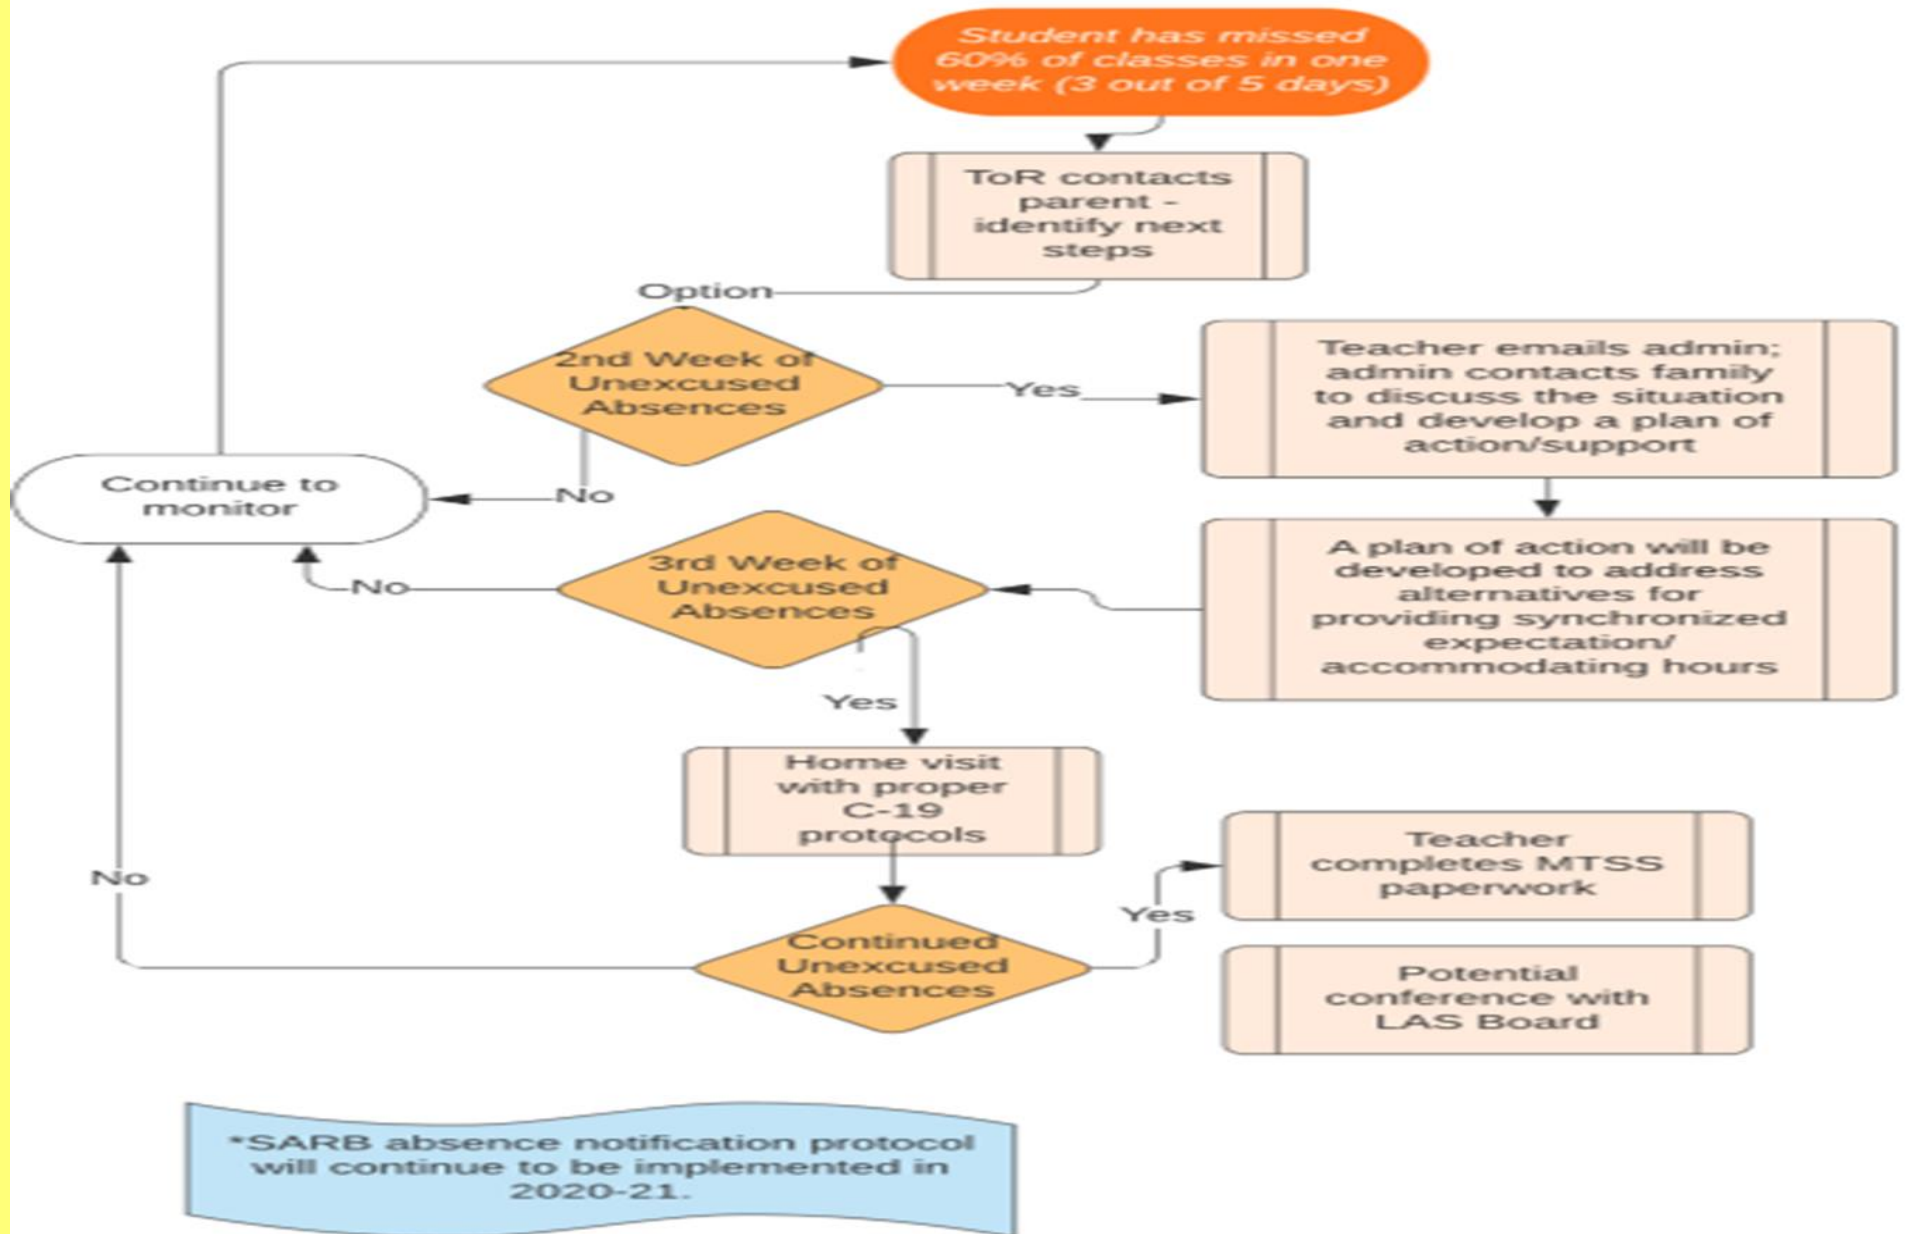 Student has missed
60% of classes in one
week (3 out of 5 days)
ToR contacts
parent -
identify next
steps
Option
2nd Week of
Unexcused
Absences
Yes
Teacher emails admin;
admin contacts family
to discuss the situation
and develop a plan of
action/support
Continue to
monitor
No
3rd Week of
Unexcused
Absences
No
A plan of action will be
developed to address
alternatives for
providing synchronized
expectation/
accommodating hours
Yes
Home visit
with proper
C-19
protocols
No
Continued
Unexcused
Absences
Yes
Teacher
completes MTSS
paperwork
Potential
conference with
LAS Board
*SARB absence notification protocol
will continue to be implemented in
2020-21.